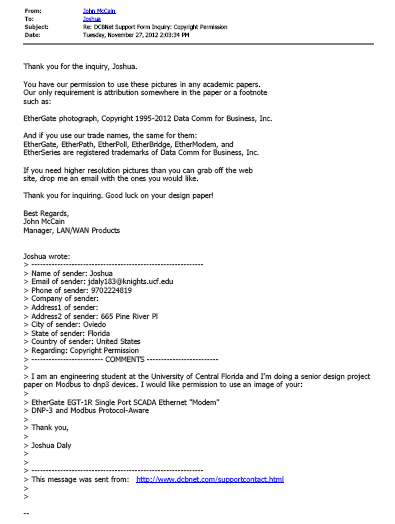 From: John McCain
To: Joshua
Subject: Re: DCBNet Support Form Inquiry: Copyright Permission
Date: Tuesday, November 27, 2012 2:03:34 PM
Thank you for the inquiry, Joshua.
You have our permission to use these pictures in any academic papers.
Our only requirement is attribution somewhere in the paper or a footnote
such as:
EtherGate photograph, Copyright 1995-2012 Data Comm for Business, Inc.
And if you use our trade names, the same for them:
EtherGate, EtherPath, EtherPoll, EtherBridge, EtherModem, and
EtherSeries are registered trademarks of Data Comm for Business, Inc.
If you need higher resolution pictures than you can grab off the web
site, drop me an email with the ones you would like.
Thank you for inquiring. Good luck on your design paper!
Best Regards,
John McCain
Manager, LAN/WAN Products
Joshua wrote:
> -----------------------------------------------------------
> Name of sender: Joshua
> Email of sender: jdaly183@knights.ucf.edu
> Phone of sender: 9702224819
> Company of sender:
> Address1 of sender:
> Address2 of sender: 665 Pine River Pl
> City of sender: Oviedo
> State of sender: Florida
> Country of sender: United States
> Regarding: Copyright Permission
> ------------------------- COMMENTS -------------------------
>
> I am an engineering student at the University of Central Florida and I'm doing a senior design project
paper on Modbus to dnp3 devices. I would like permission to use an image of your:
>
> EtherGate EGT-1R Single Port SCADA Ethernet "Modem"
> DNP-3 and Modbus Protocol-Aware
>
> Thank you,
>
> Joshua Daly
>
>
> -----------------------------------------------------------
> This message was sent from: http://www.dcbnet.com/supportcontact.html
>
>
--